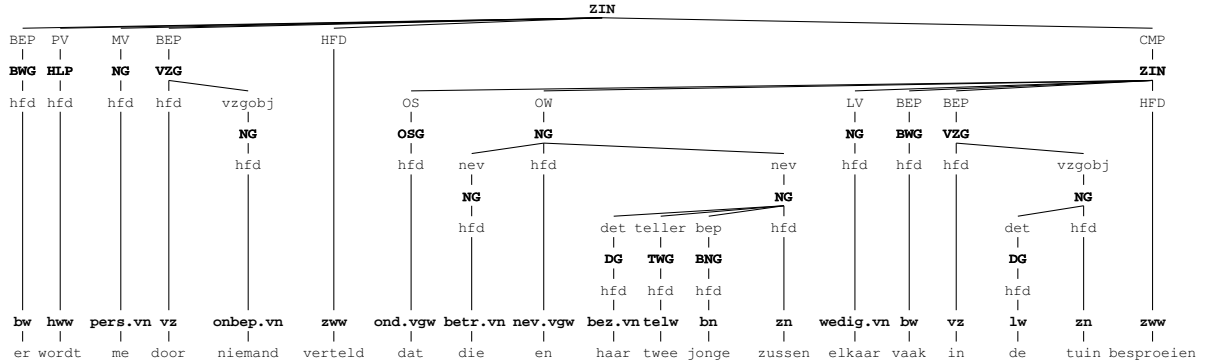 ZIN
BEP PV MV BEP HFD CMP
BWG HLP NG VZG ZIN
hfd hfd hfd hfd vzgobj OS OW LV BEP BEP HFD
NG OSG NG NG BWG VZG
hfd hfd nev hfd nev hfd hfd hfd vzgobj
NG NG NG
hfd det teller bep hfd det hfd
DG TWG BNG DG
hfd hfd hfd hfd
bw hww pers.vn vz onbep.vn zww ond.vgw betr.vn nev.vgw bez.vn telw bn zn wedig.vn bw vz lw zn zww
er wordt me door niemand verteld dat die en haar twee jonge zussen elkaar vaak in de tuin besproeien